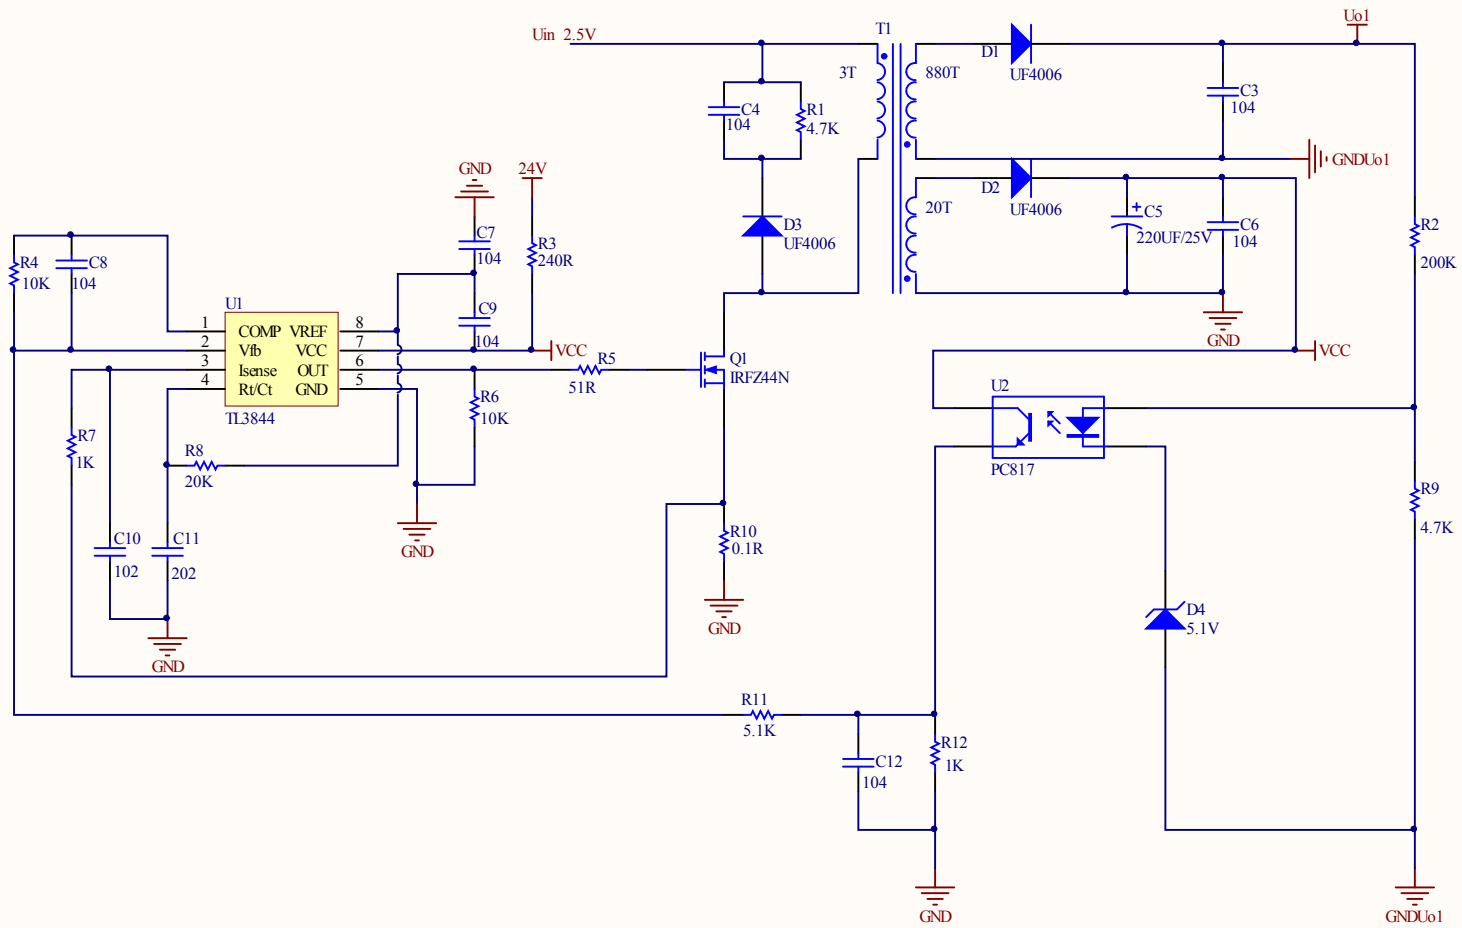 Uin 2.5V
T1
3T
880T
D1
UF4006
Uo1
C3
104
C4
104
R1
4.7K
GNDUo1
D2
UF4006
20T
C5
220UF/25V
C6
104
GND
R2
200K
D3
UF4006
GND
24V
C7
104
R3
240R
C9
104
VCC
R4
10K
C8
104
U1
1
2
3
4
COMP VREF
Vfb VCC
Isense OUT
Rt/Ct GND
8
7
6
5
TL3844
R5
51R
Q1
IRFZ44N
R6
10K
R7
1K
R8
20K
GND
VCC
U2
PC817
R9
4.7K
C10
102
C11
202
GND
R10
0.1R
GND
D4
5.1V
R11
5.1K
C12
104
R12
1K
GND
GNDUo1